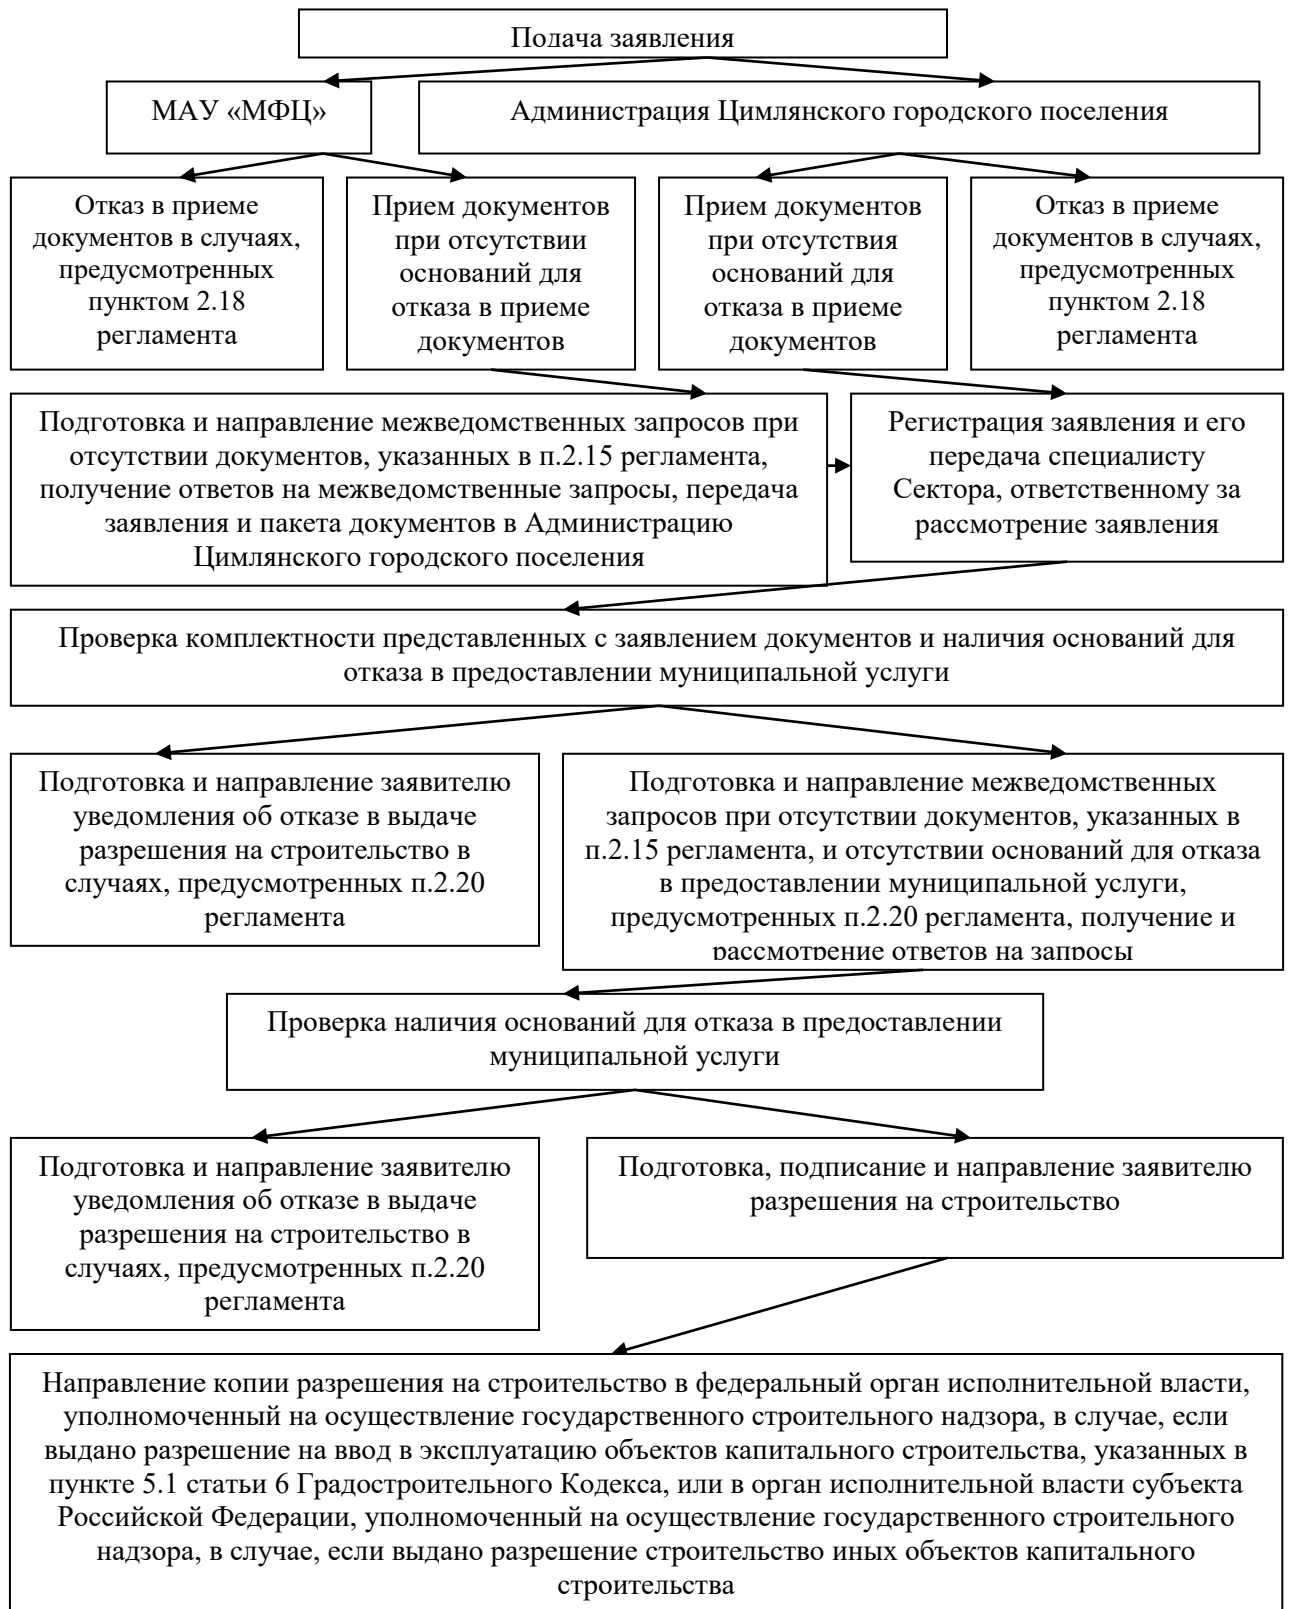 Подача заявления
МАУ «МФЦ»
Администрация Цимлянского городского поселения
Отказ в приеме
документов в случаях,
предусмотренных
пунктом 2.18
регламента
Прием документов
при отсутствии
оснований для
отказа в приеме
документов
Прием документов
при отсутствия
оснований для
отказа в приеме
документов
Отказ в приеме
документов в случаях,
предусмотренных
пунктом 2.18
регламента
Подготовка и направление межведомственных запросов при
отсутствии документов, указанных в п.2.15 регламента,
получение ответов на межведомственные запросы, передача
заявления и пакета документов в Администрацию
Цимлянского городского поселения
Регистрация заявления и его
передача специалисту
Сектора, ответственному за
рассмотрение заявления
Проверка комплектности представленных с заявлением документов и наличия оснований для
отказа в предоставлении муниципальной услуги
Подготовка и направление заявителю
уведомления об отказе в выдаче
разрешения на строительство в
случаях, предусмотренных п.2.20
регламента
Подготовка и направление межведомственных
запросов при отсутствии документов, указанных в
п.2.15 регламента, и отсутствии оснований для отказа
в предоставлении муниципальной услуги,
предусмотренных п.2.20 регламента, получение и
рассмотрение ответов на запросы
Проверка наличия оснований для отказа в предоставлении
муниципальной услуги
Подготовка и направление заявителю
уведомления об отказе в выдаче
разрешения на строительство в
случаях, предусмотренных п.2.20
регламента
Подготовка, подписание и направление заявителю
разрешения на строительство
Направление копии разрешения на строительство в федеральный орган исполнительной власти,
уполномоченный на осуществление государственного строительного надзора, в случае, если
выдано разрешение на ввод в эксплуатацию объектов капитального строительства, указанных в
пункте 5.1 статьи 6 Градостроительного Кодекса, или в орган исполнительной власти субъекта
Российской Федерации, уполномоченный на осуществление государственного строительного
надзора, в случае, если выдано разрешение строительство иных объектов капитального
строительства